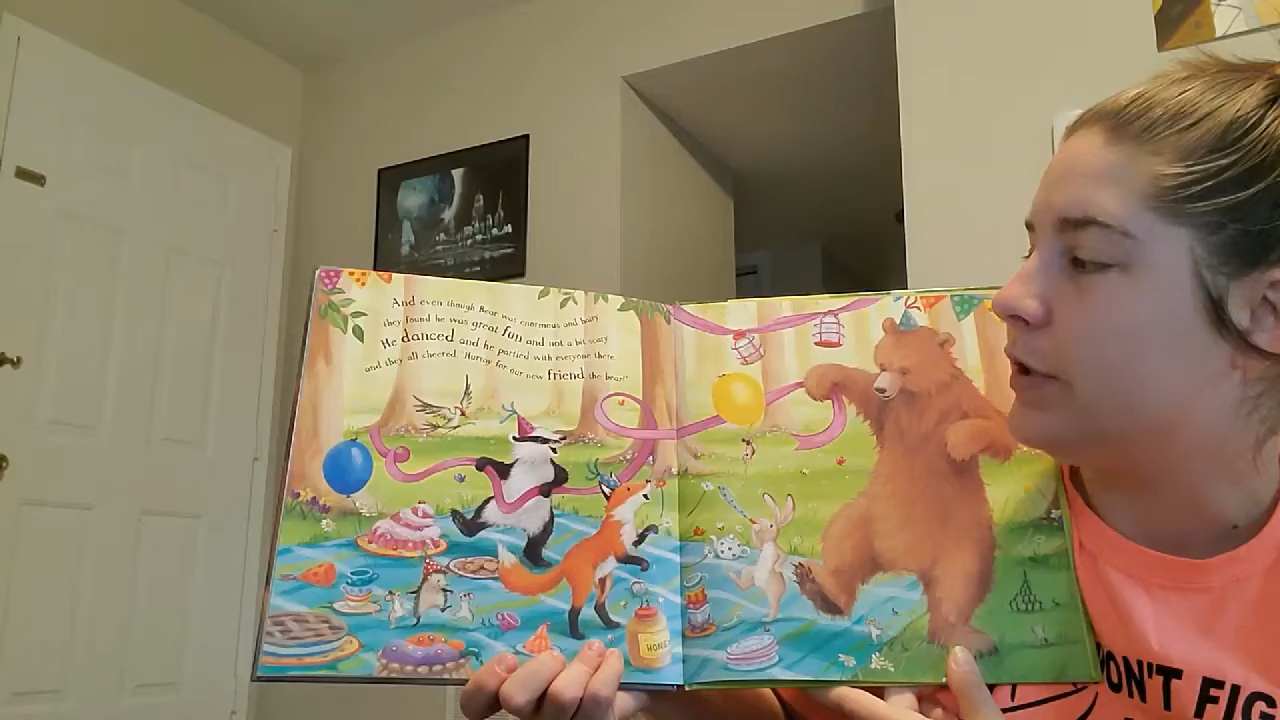 And even though Bear was enormous and hairy
they found he was great fun and not a bit scary
He danced and he partied with everyone there
and they all cheered, Hurray for our new friend the bear!"
HONEY
ON'T FIG